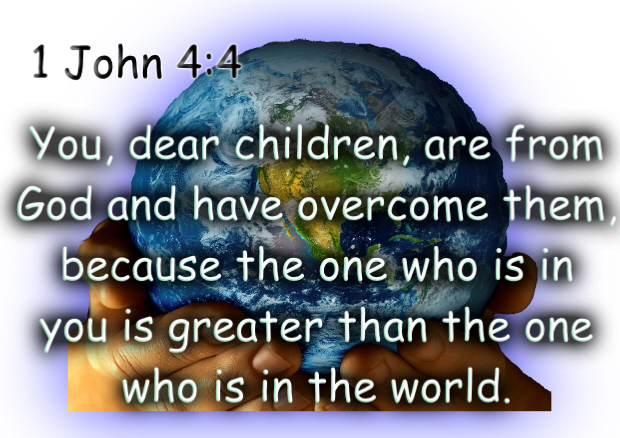 1 John 4:4
You, dear children, are from
God and have overcome them,
because the one who is in
you is greater than the one
who is in the world.